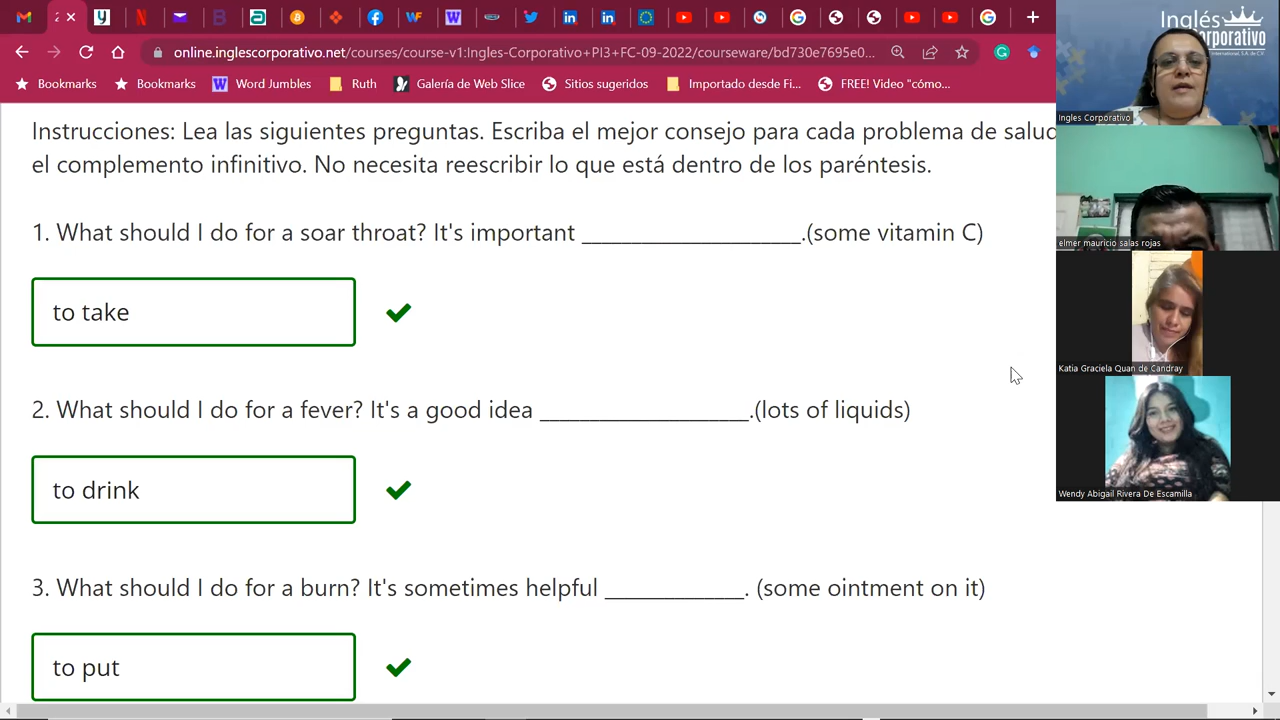 2
online.inglescorporativo.net/courses/course-v1:Ingles-Corporativo+PI3+FC-09-2022/courseware/bd730e7695e0...
Bookmarks Bookmarks Word Jumbles Ruth Galería de Web Slice Sitios sugeridos Importado desde Fi... FREE! Video "cómo...
Inglés
Corporativo
Ingles Corporativo
elmer mauricio salas rojas
Katia Graciela Quan de Candray
Wendy Abigail Rivera De Escamilla
Instrucciones: Lea las siguientes preguntas. Escriba el mejor consejo para cada problema de salud
el complemento infinitivo. No necesita reescribir lo que está dentro de los paréntesis.
1. What should I do for a soar throat? It's important ____________________.(some vitamin C)
to take
2. What should I do for a fever? It's a good idea ___________________.(lots of liquids)
to drink
3. What should I do for a burn? It's sometimes helpful _____________. (some ointment on it)
to put